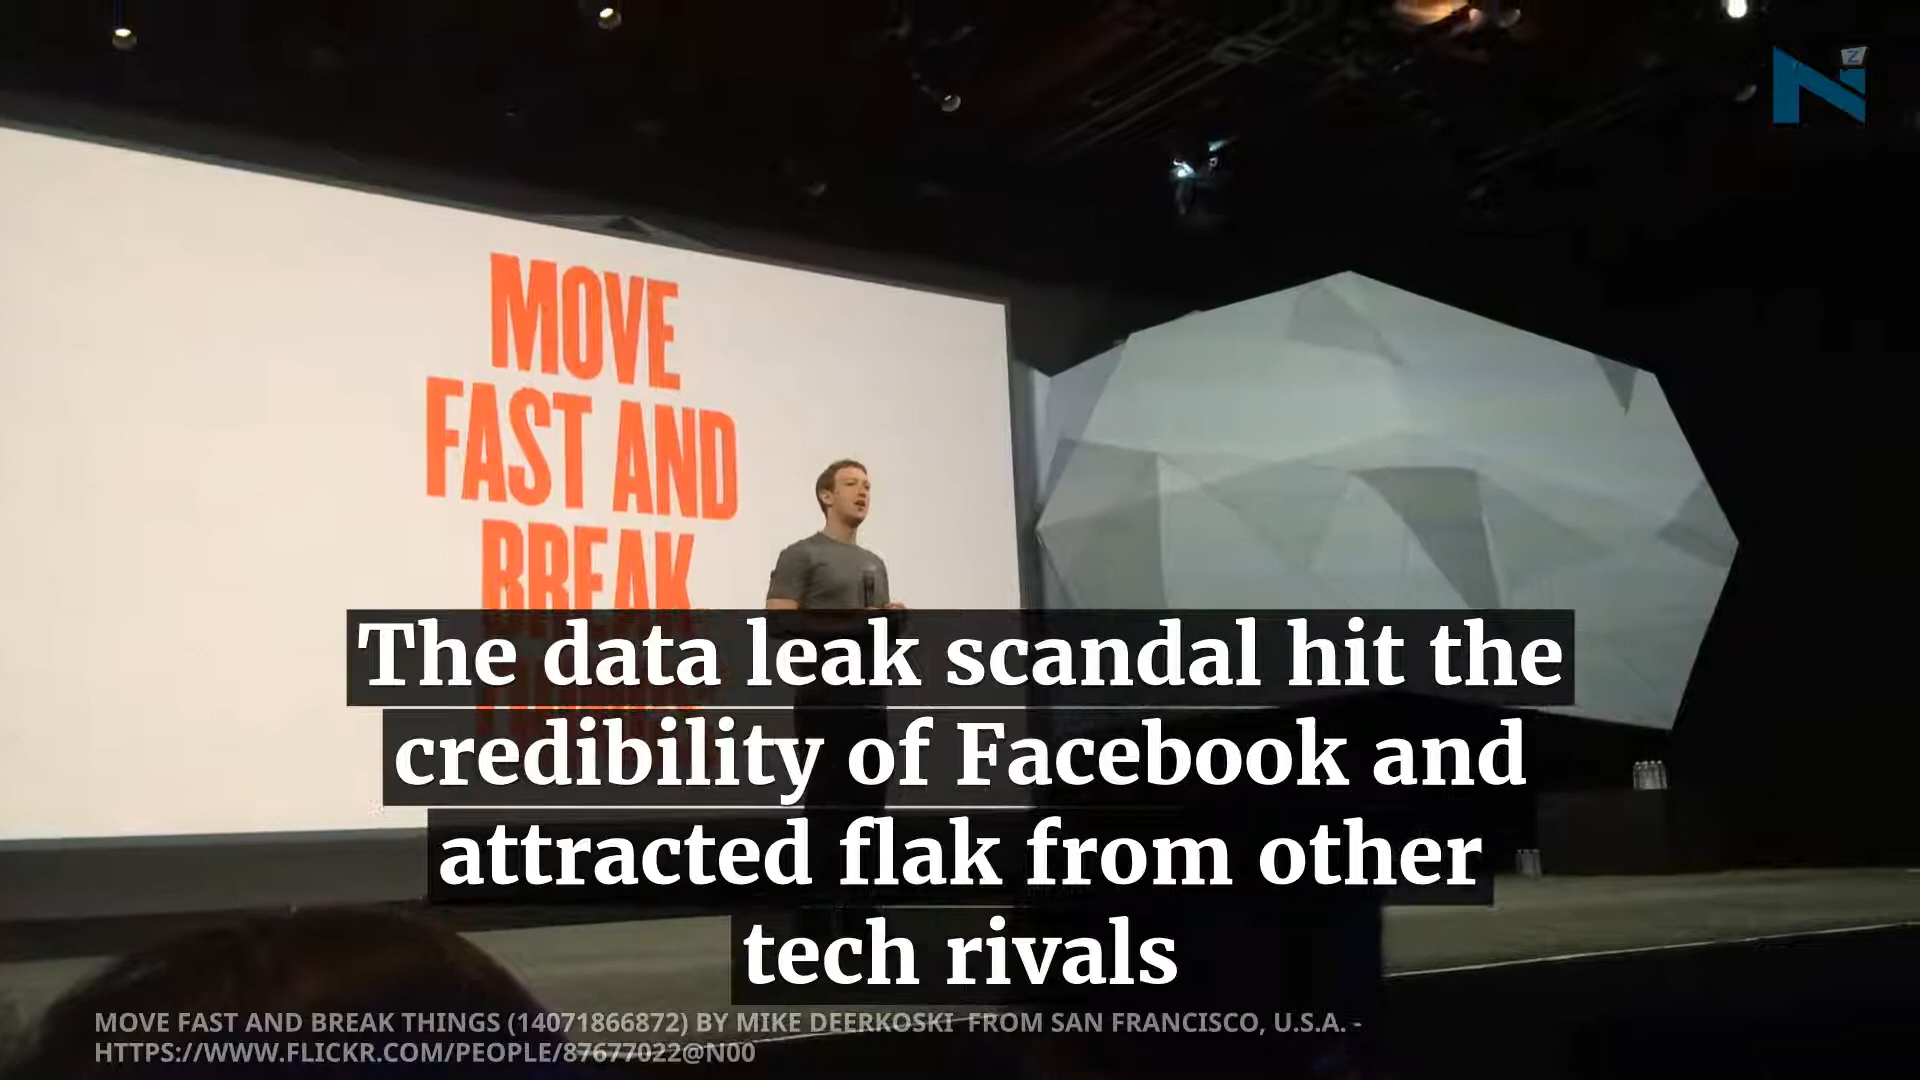 Z
N
MOVE
FAST AND
BREAK
THINGS
The data leak scandal hit the
credibility of Facebook and
attracted flak from other
tech rivals
MOVE FAST AND BREAK THINGS (14071866872) BY MIKE DEERKOSKI FROM SAN FRANCISCO, U.S.A. -
HTTPS://WWW.FLICKR.COM/PEOPLE/87677022@N00